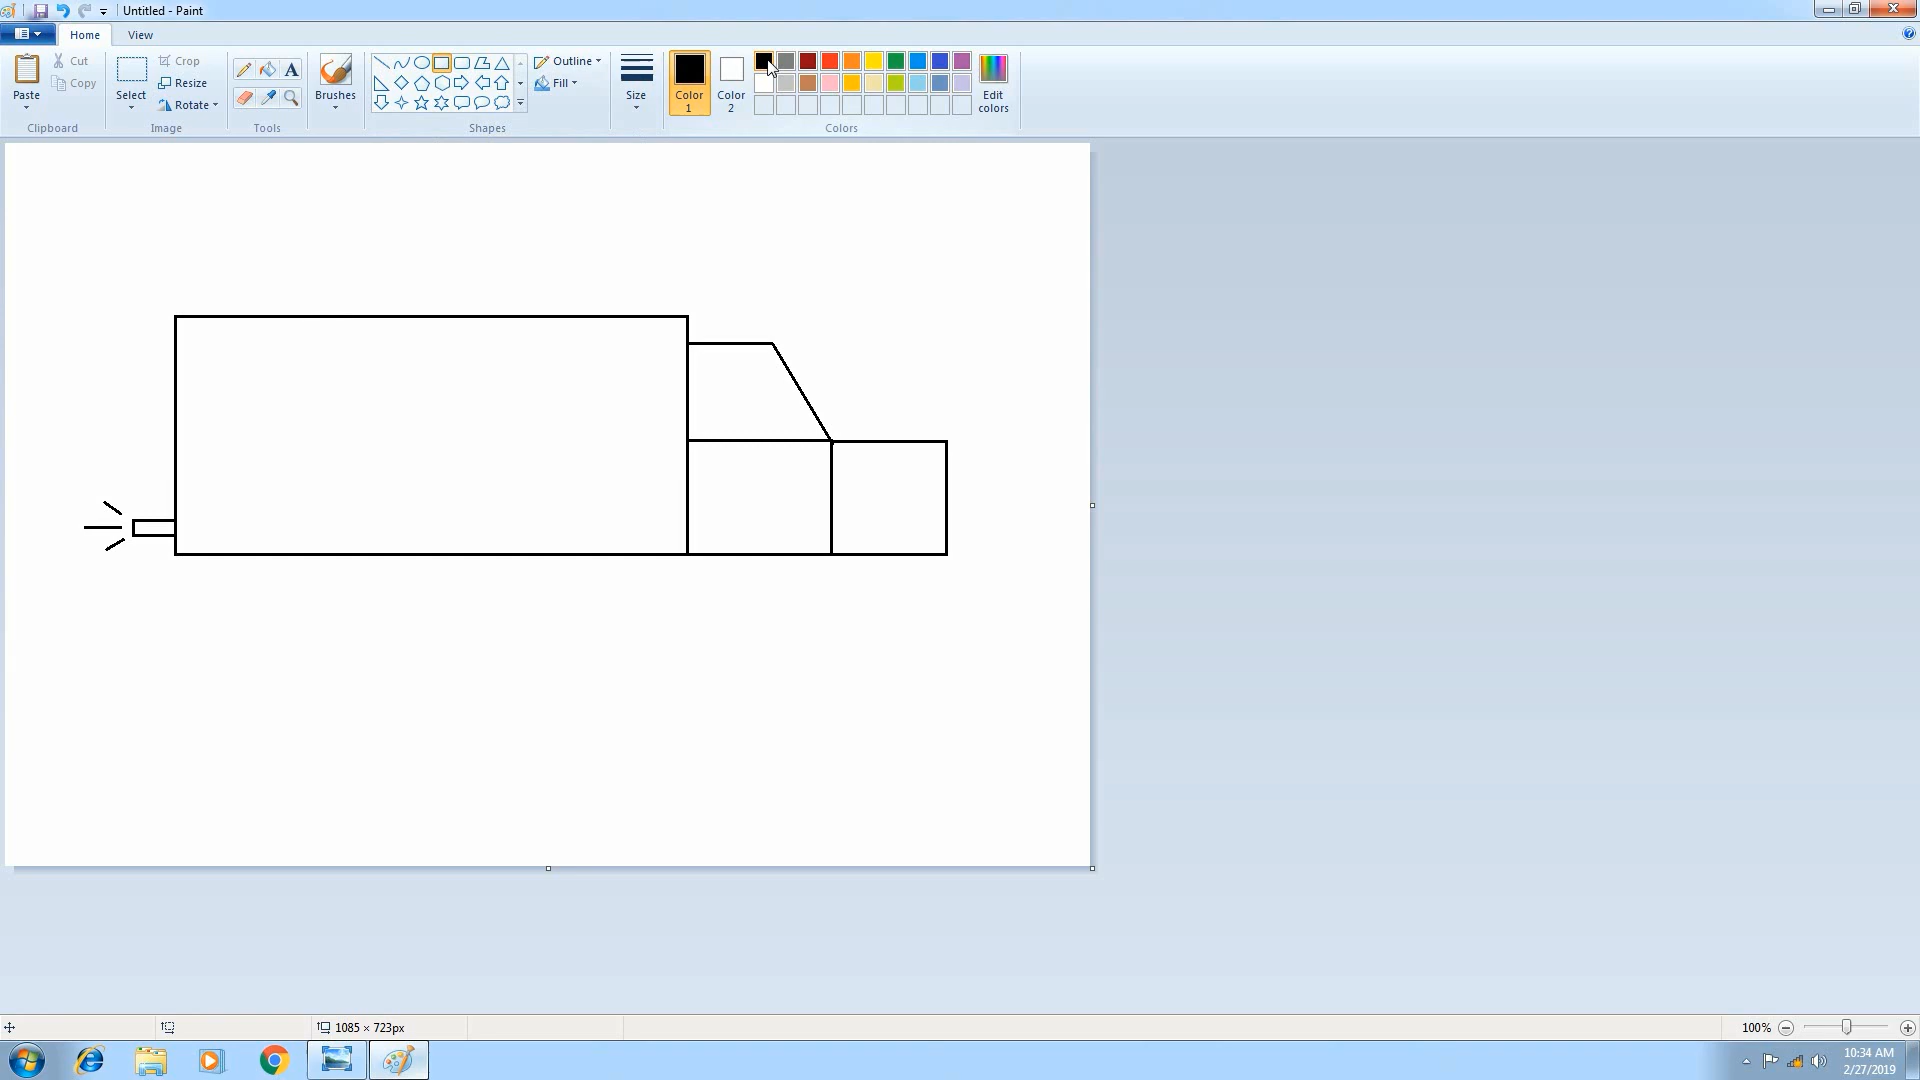 Untitled - Paint
Home View
Paste
Cut
Copy
Clipboard
Select
Crop
Resize
Rotate
Image
A
Tools
Brushes
Shapes
Outline
Fill
Size
Color 1
Color 2
Edit colors
Colors
1085 × 723px
100%
10:34 AM
2/27/2019